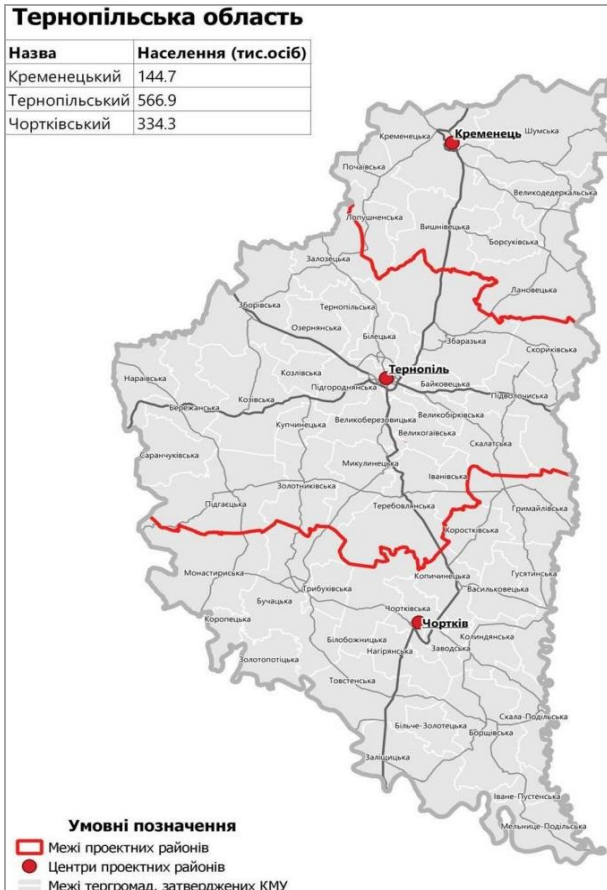 Тернопільська область
Назва Населення (тис.осіб)
Кременецький 144.7
Тернопільський 566.9
Чортківський 334.3
Кременецька
Кременець
Шумська
Почаївська
Великодедеркальська
Лопушненська
Вишнівецька
Борсуківська
Залозецька
Лановецька
Зборівська
Тернопільська
Озернянська
Білецька
Збаразька
Скориківська
Тернопіль
Козлівська
Нараївська
Підгороднянська
Байковецька
Підволочиська
Козівська
Бережанська
Великоберезовицька
Великобірківська
Купчинецька
Великогаївська
Скалатська
Саранчуківська
Микулинецька
Іванівська
Золотниківська
Підгаєцька
Теребовлянська
Гримайлівська
Хоростківська
Монастириська
Копичинецька
Гусятинська
Васильковецька
Трибухівська
Бучацька
Чортківська
Коропецька
Чортків
Білобожницька
Колиндянська
Нагірянська
Заводська
Золотопотіцька
Товстенська
Більче-Золотецька
Скала-Подільська
Борщівська
Заліщицька
Іване-Пустенська
Мельнице-Подільська
Умовні позначення
Межі проектних районів
Центри проектних районів
Межі тергромад, затверджених КМУ